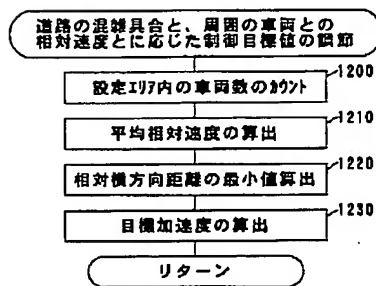 道路の混雑具合と、周囲の車両との
相対速度とに応じた制御目標値の調節
1200
設定エリア内の車両数のカウント
1210
平均相対速度の算出
1220
相対横方向距離の最小値算出
1230
目標加速度の算出
リターン